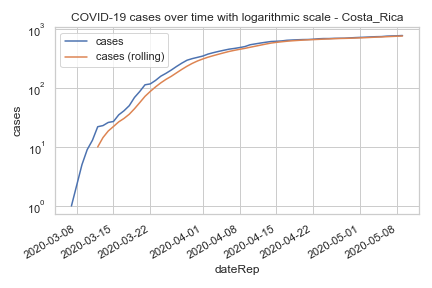 COVID-19 cases over time with logarithmic scale - Costa_Rica
cases
cases (rolling)
10³
10²
10¹
10⁰
cases
2020-03-08
2020-03-15
2020-03-22
2020-04-01
2020-04-08
2020-04-15
2020-04-22
2020-05-01
2020-05-08
dateRep